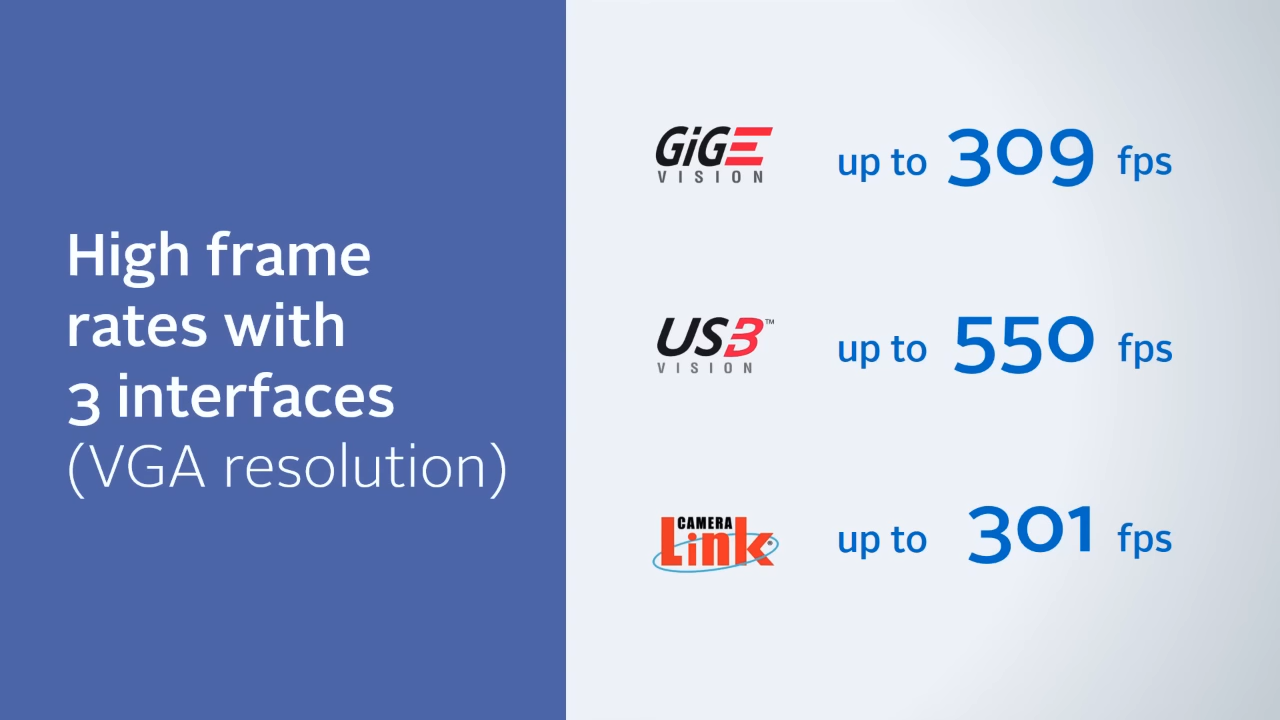 High frame
rates with
3 interfaces
(VGA resolution)
GiGE
VISION
up to 309 fps
USB™
VISION
up to 550 fps
CAMERA
Link
up to 301 fps